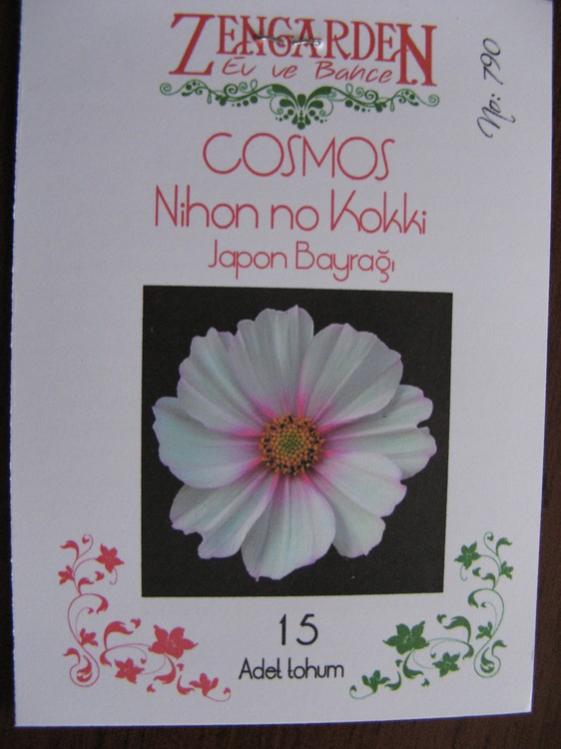 ZENGARDEN
Ev ve Bahçe
№: 790
COSMOS
Nihon no Kokki
Japon Bayrağı
15
Adet tohum